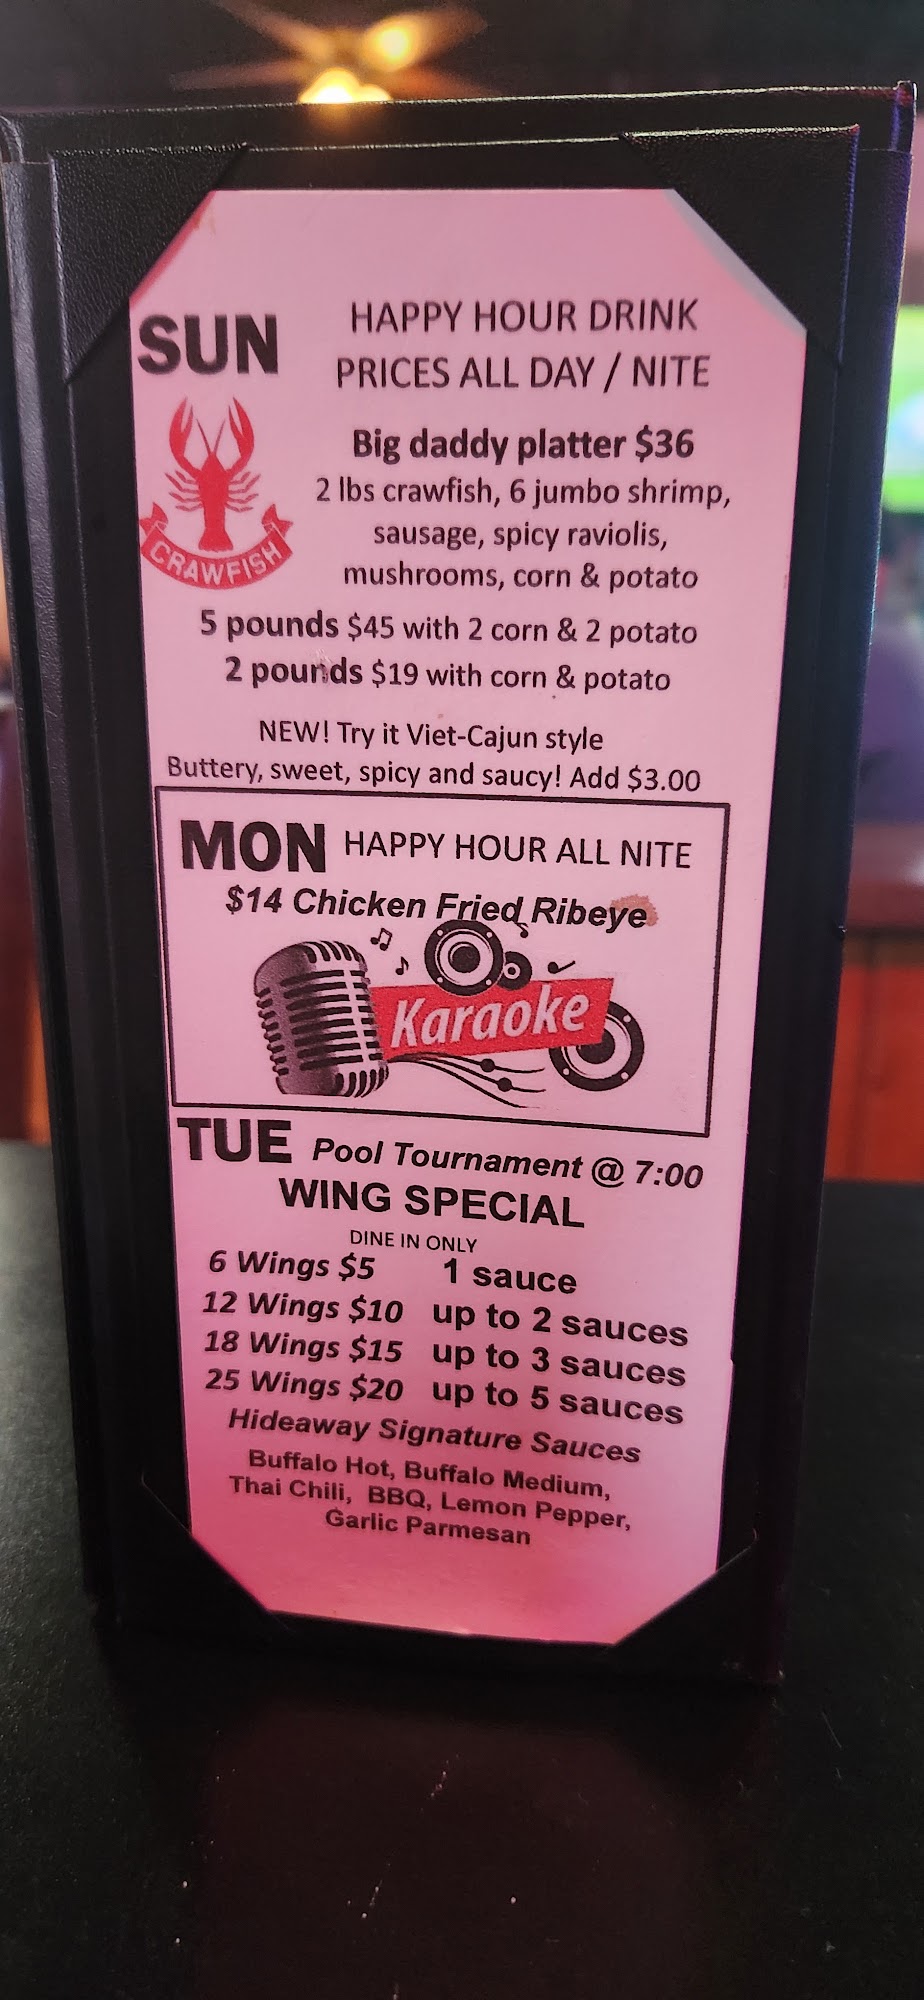 SUN
HAPPY HOUR DRINK
PRICES ALL DAY / NITE
CRAWFISH
Big daddy platter $36
2 lbs crawfish, 6 jumbo shrimp,
sausage, spicy raviolis,
mushrooms, corn & potato
5 pounds $45 with 2 corn & 2 potato
2 pounds $19 with corn & potato
NEW! Try it Viet-Cajun style
Buttery, sweet, spicy and saucy! Add $3.00
MON HAPPY HOUR ALL NITE
$14 Chicken Fried Ribeye
Karaoke
TUE Pool Tournament @ 7:00
WING SPECIAL
DINE IN ONLY
6 Wings $5 1 sauce
12 Wings $10 up to 2 sauces
18 Wings $15 up to 3 sauces
25 Wings $20 up to 5 sauces
Hideaway Signature Sauces
Buffalo Hot, Buffalo Medium,
Thai Chili, BBQ, Lemon Pepper,
Garlic Parmesan